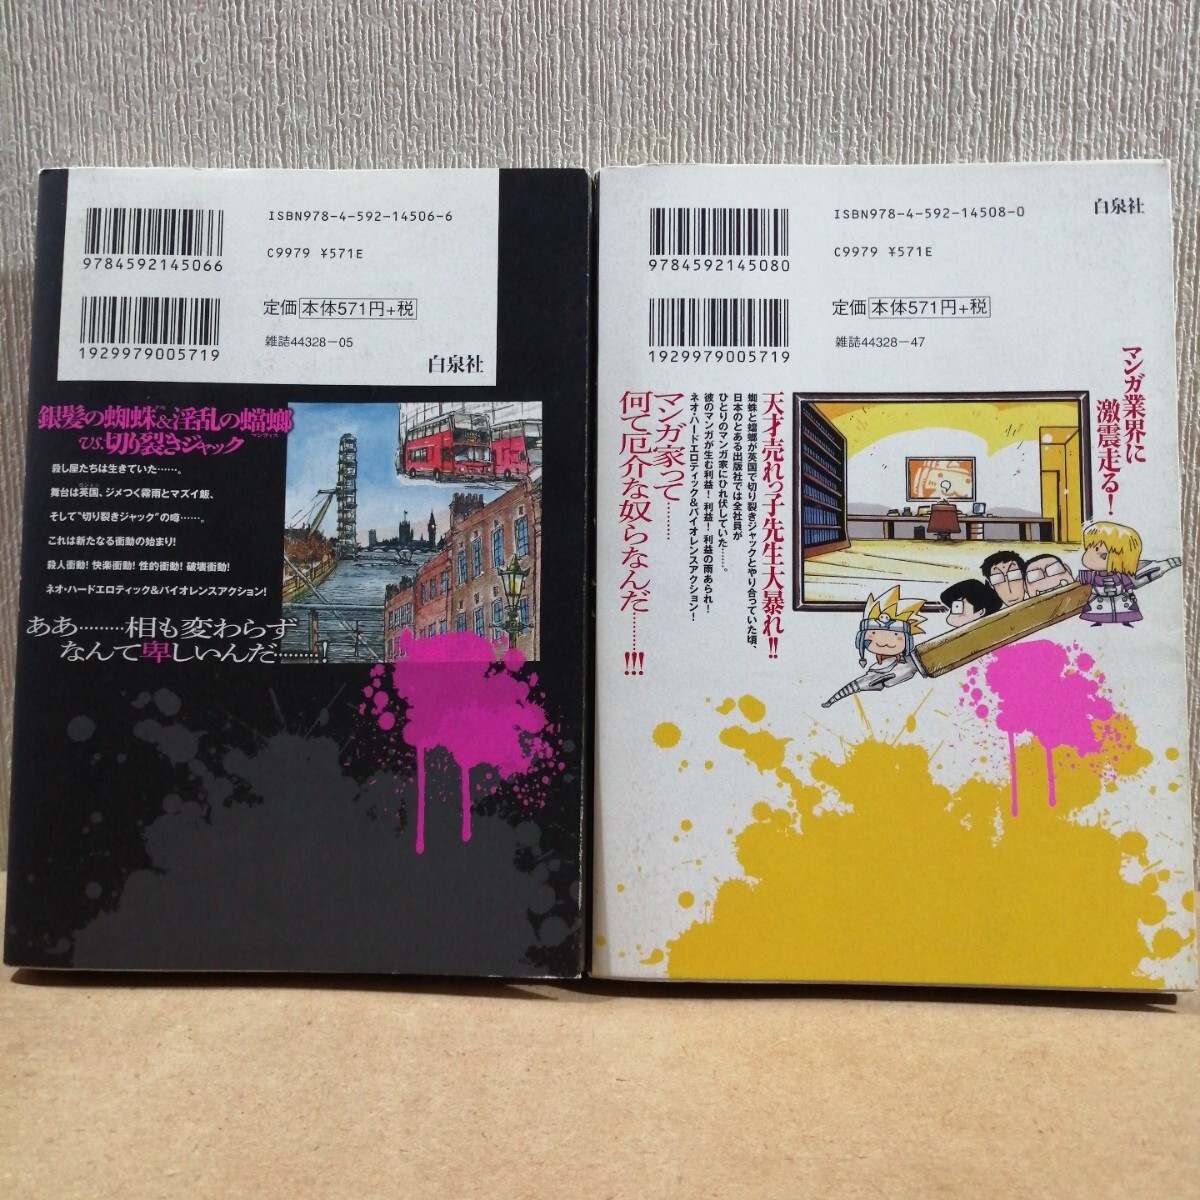 ISBN978-4-592-14506-6
9784592145066
C9979 ¥571E
定価 本体571円+税
1929979005719
雑誌44328-05
白泉社
銀髪の蜘蛛&淫乱の蟷螂
マンティス
vs.切り裂きジャック
殺し屋たちは生きていた……。
舞台は英国、ジメつく霧雨とマズイ飯、
そして“切り裂きジャック”の噂……。
これは新たなる衝動の始まり!
殺人衝動! 快楽衝動! 性的衝動! 破壊衝動!
ネオ・ハードエロティック&バイオレンスアクション!
ああ………相も変わらず
なんて卑しいんだ………!
ISBN978-4-592-14508-0
白泉社
9784592145080
C9979 ¥571E
定価 本体571円+税
1929979005719
雑誌44328-47
マンガ業界に
激震走る!
天才売れっ子先生大暴れ!!
蜘蛛と蟷螂が英国で切り裂きジャックとやり合っていた頃、
日本のとある出版社では全社員が
ひとりのマンガ家にひれ伏していた……。
彼のマンガが生む利益! 利益! 利益の雨あられ!
ネオ・ハードエロティック&バイオレンスアクション!
マンガ家って………
何て厄介な奴らなんだ………!!!